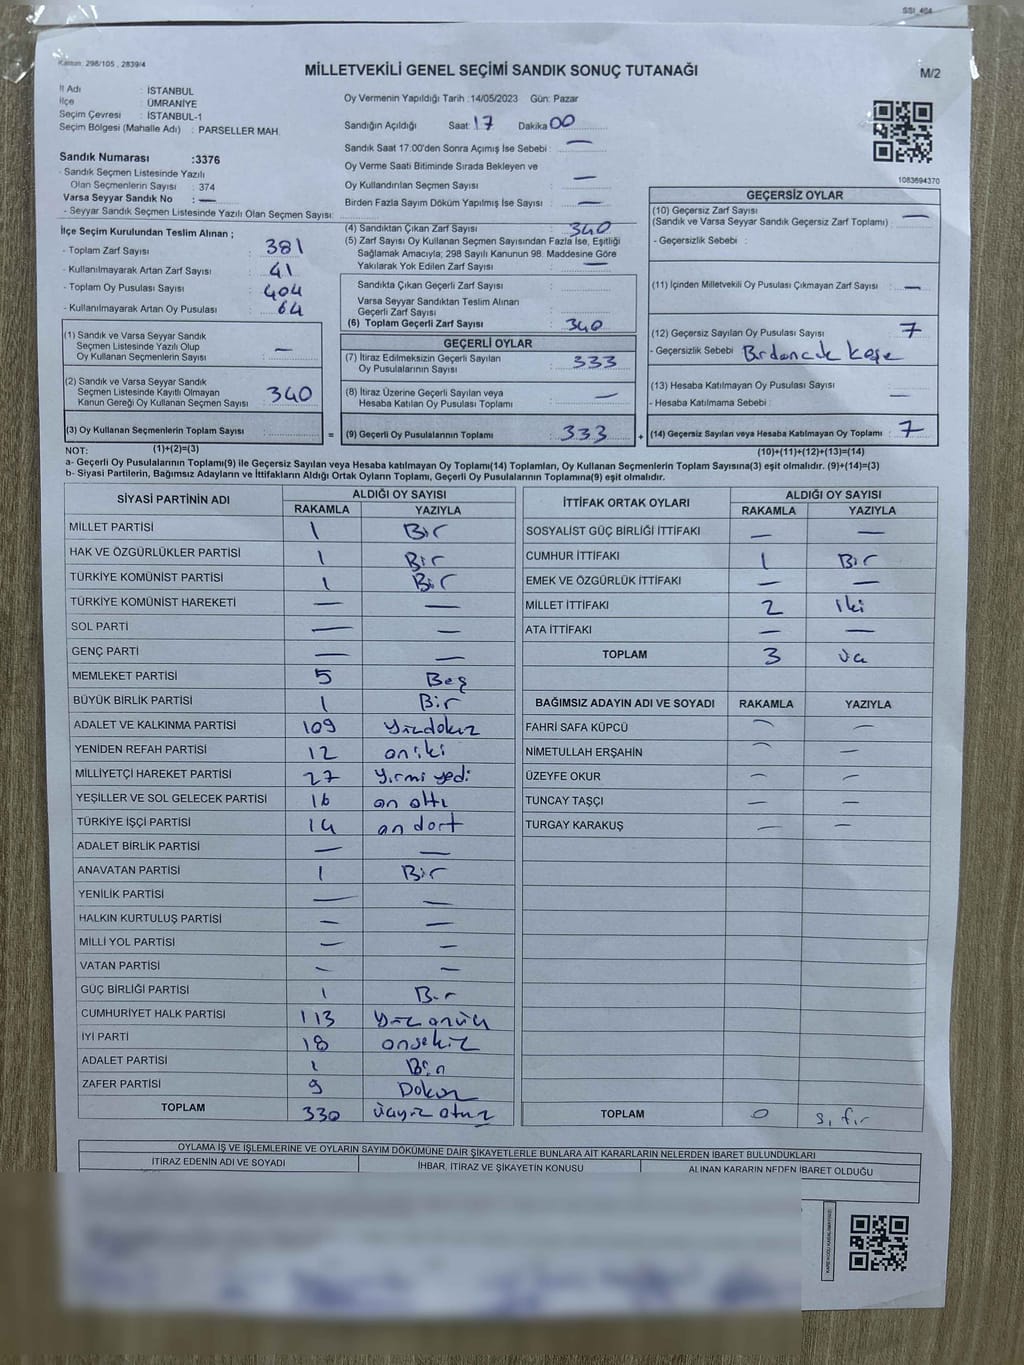 SSI_464
Kanun: 298/105 , 2839/4
MİLLETVEKİLİ GENEL SEÇİMİ SANDIK SONUÇ TUTANAĞI
M/2
İl Adı : İSTANBUL
İlçe : ÜMRANİYE
Seçim Çevresi : İSTANBUL-1
Seçim Bölgesi (Mahalle Adı) : PARSELLER MAH.
Oy Vermenin Yapıldığı Tarih :14/05/2023 Gün: Pazar
Sandığın Açıldığı Saat: 17 Dakika 00
Sandık Saat 17:00'den Sonra Açımış İse Sebebi : —
Oy Verme Saati Bitiminde Sırada Bekleyen ve
Oy Kullandırılan Seçmen Sayısı : —
Birden Fazla Sayım Döküm Yapılmış İse Sayısı : —
1083694370
Sandık Numarası :3376
- Sandık Seçmen Listesinde Yazılı
Olan Seçmenlerin Sayısı : 374
Varsa Seyyar Sandık No : —
- Seyyar Sandık Seçmen Listesinde Yazılı Olan Seçmen Sayısı:
İlçe Seçim Kurulundan Teslim Alınan ;
- Toplam Zarf Sayısı : 381
- Kullanılmayarak Artan Zarf Sayısı : 41
- Toplam Oy Pusulası Sayısı : 404
- Kullanılmayarak Artan Oy Pusulası : 64
(1) Sandık ve Varsa Seyyar Sandık
Seçmen Listesinde Yazılı Olup
Oy Kullanan Seçmenlerin Sayısı : —
(2) Sandık ve Varsa Seyyar Sandık
Seçmen Listesinde Kayıtlı Olmayan
Kanun Gereği Oy Kullanan Seçmen Sayısı : 340
(3) Oy Kullanan Seçmenlerin Toplam Sayısı :
(4) Sandıktan Çıkan Zarf Sayısı : 340
(5) Zarf Sayısı Oy Kullanan Seçmen Sayısından Fazla İse, Eşitliği
Sağlamak Amacıyla; 298 Sayılı Kanunun 98. Maddesine Göre
Yakılarak Yok Edilen Zarf Sayısı : —
Sandıkta Çıkan Geçerli Zarf Sayısı :
Varsa Seyyar Sandıktan Teslim Alınan
Geçerli Zarf Sayısı :
(6) Toplam Geçerli Zarf Sayısı : 340
GEÇERLİ OYLAR
(7) İtiraz Edilmeksizin Geçerli Sayılan
Oy Pusulalarının Sayısı : 333
(8) İtiraz Üzerine Geçerli Sayılan veya
Hesaba Katılan Oy Pusulası Toplamı : —
= (9) Geçerli Oy Pusulalarının Toplamı : 333
GEÇERSİZ OYLAR
(10) Geçersiz Zarf Sayısı : —
(Sandık ve Varsa Seyyar Sandık Geçersiz Zarf Toplamı)
- Geçersizlik Sebebi :
(11) İçinden Milletvekili Oy Pusulası Çıkmayan Zarf Sayısı : —
(12) Geçersiz Sayılan Oy Pusulası Sayısı : 7
- Geçersizlik Sebebi :
(13) Hesaba Katılmayan Oy Pusulası Sayısı : —
- Hesaba Katılmama Sebebi :
+ (14) Geçersiz Sayılan veya Hesaba Katılmayan Oy Toplamı : 7
NOT: (1)+(2)=(3)
(10)+(11)+(12)+(13)=(14)
a- Geçerli Oy Pusulalarının Toplamı(9) ile Geçersiz Sayılan veya Hesaba katılmayan Oy Toplamı(14) Toplamları, Oy Kullanan Seçmenlerin Toplam Sayısına(3) eşit olmalıdır. (9)+(14)=(3)
b- Siyasi Partilerin, Bağımsız Adayların ve İttifakların Aldığı Ortak Oyların Toplamı, Geçerli Oy Pusulalarının Toplamına(9) eşit olmalıdır.
SİYASİ PARTİNİN ADI ALDIĞI OY SAYISI
RAKAMLA YAZIYLA
MİLLET PARTİSİ 1 Bir
HAK VE ÖZGÜRLÜKLER PARTİSİ 1 Bir
TÜRKİYE KOMÜNİST PARTİSİ 1 Bir
TÜRKİYE KOMÜNİST HAREKETİ — —
SOL PARTİ — —
GENÇ PARTİ — —
MEMLEKET PARTİSİ 5 Beş
BÜYÜK BİRLİK PARTİSİ 1 Bir
ADALET VE KALKINMA PARTİSİ 109 yüzdokuz
YENİDEN REFAH PARTİSİ 12 oniki
MİLLİYETÇİ HAREKET PARTİSİ 27 yirmi yedi
YEŞİLLER VE SOL GELECEK PARTİSİ 16 on altı
TÜRKİYE İŞÇİ PARTİSİ 14 on dort
ADALET BİRLİK PARTİSİ — —
ANAVATAN PARTİSİ 1 Bir
YENİLİK PARTİSİ — —
HALKIN KURTULUŞ PARTİSİ — —
MİLLİ YOL PARTİSİ — —
VATAN PARTİSİ — —
GÜÇ BİRLİĞİ PARTİSİ 1 Bir
CUMHURİYET HALK PARTİSİ 113 yüz onüç
İYİ PARTİ 18 onsekiz
ADALET PARTİSİ 1 Bir
ZAFER PARTİSİ 9 Dokuz
TOPLAM 330 üçyüz otuz
İTTİFAK ORTAK OYLARI ALDIĞI OY SAYISI
RAKAMLA YAZIYLA
SOSYALIST GÜÇ BİRLİĞİ İTTİFAKI — —
CUMHUR İTTİFAKI 1 Bir
EMEK VE ÖZGÜRLÜK İTTİFAKI — —
MİLLET İTTİFAKI 2 iki
ATA İTTİFAKI — —
TOPLAM 3 üç
BAĞIMSIZ ADAYIN ADI VE SOYADI RAKAMLA YAZIYLA
FAHRİ SAFA KÜPCÜ — —
NİMETULLAH ERŞAHİN — —
ÜZEYFE OKUR — —
TUNCAY TAŞÇI — —
TURGAY KARAKUŞ — —
TOPLAM 0 sıfır
OYLAMA İŞ VE İŞLEMLERİNE VE OYLARIN SAYIM DÖKÜMÜNE DAİR ŞİKAYETLERLE BUNLARA AİT KARARLARIN NELERDEN İBARET BULUNDUKLARI
İTİRAZ EDENİN ADI VE SOYADI İHBAR, İTİRAZ VE ŞİKAYETİN KONUSU ALINAN KARARIN NEDEN İBARET OLDUĞU